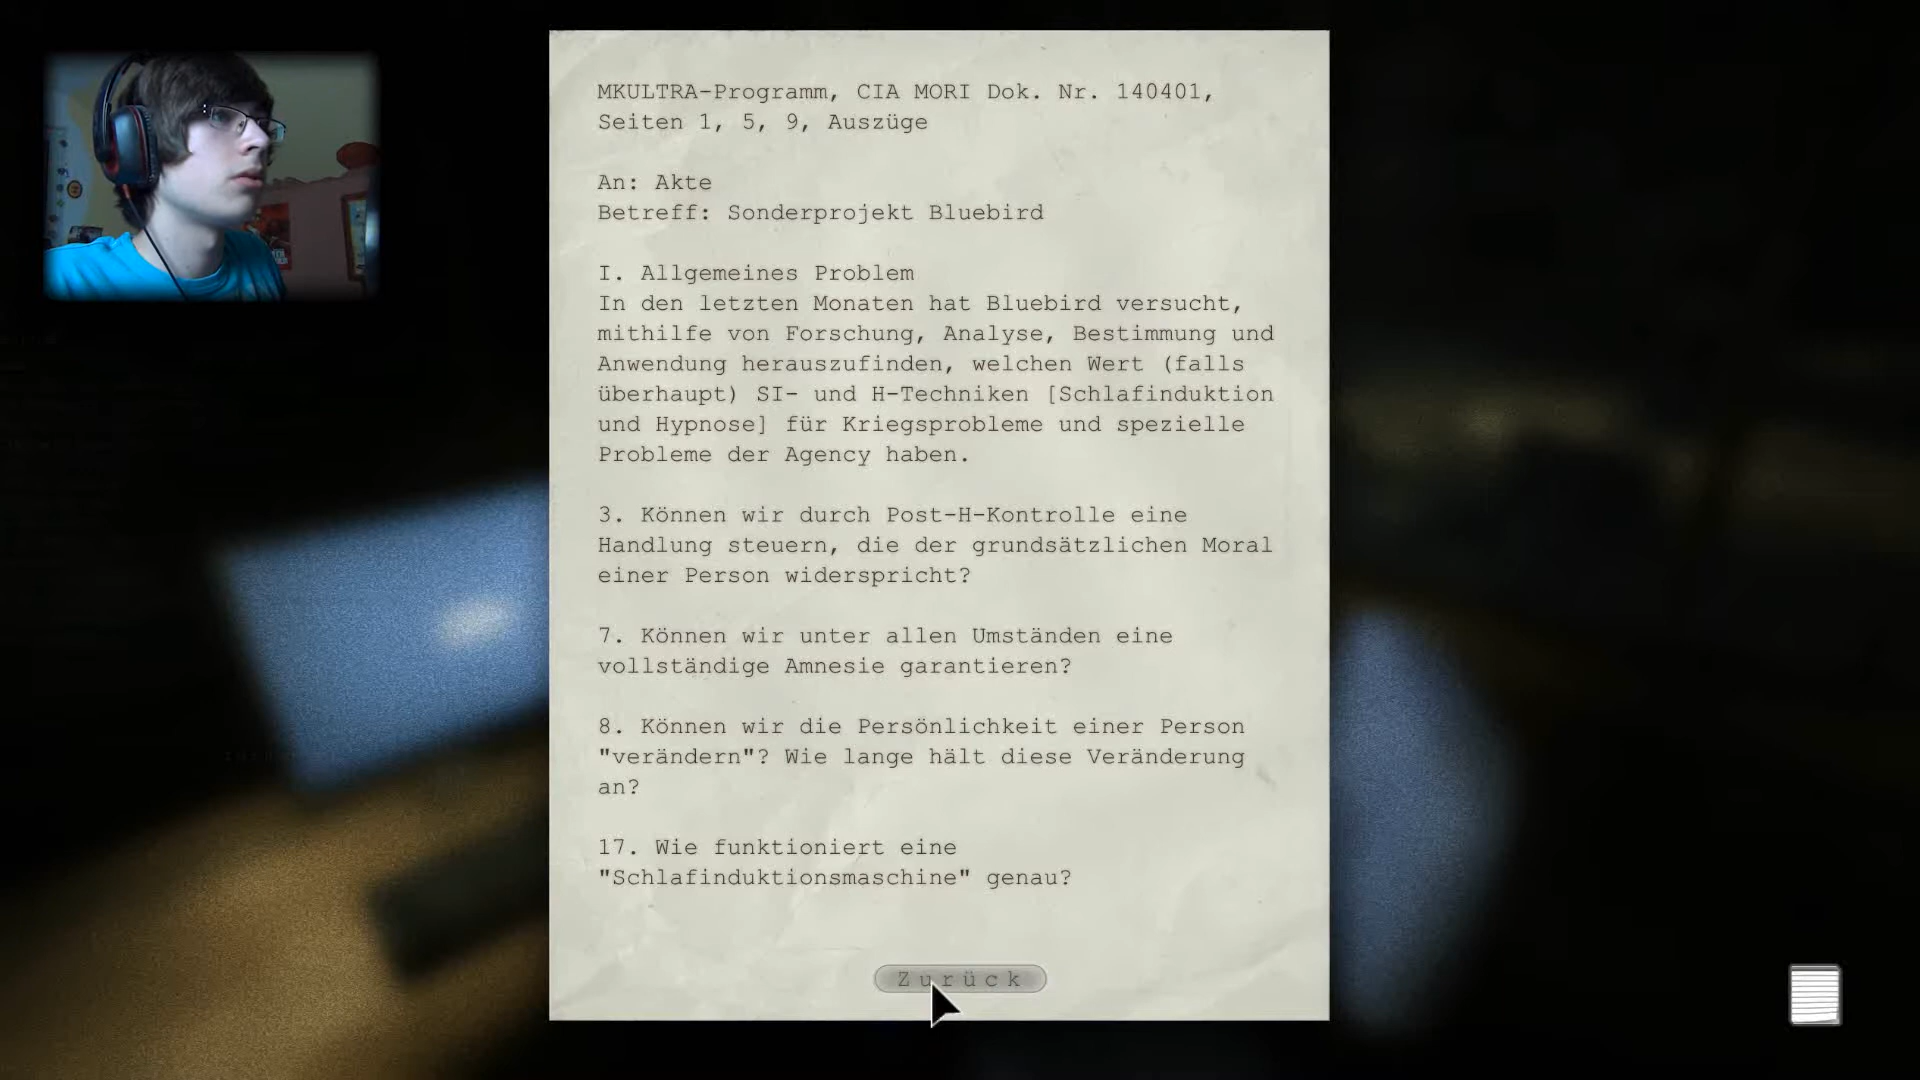 MKULTRA-Programm, CIA MORI Dok. Nr. 140401,
Seiten 1, 5, 9, Auszüge
An: Akte
Betreff: Sonderprojekt Bluebird
I. Allgemeines Problem
In den letzten Monaten hat Bluebird versucht,
mithilfe von Forschung, Analyse, Bestimmung und
Anwendung herauszufinden, welchen Wert (falls
überhaupt) SI- und H-Techniken [Schlafinduktion
und Hypnose] für Kriegsprobleme und spezielle
Probleme der Agency haben.
3. Können wir durch Post-H-Kontrolle eine
Handlung steuern, die der grundsätzlichen Moral
einer Person widerspricht?
7. Können wir unter allen Umständen eine
vollständige Amnesie garantieren?
8. Können wir die Persönlichkeit einer Person
"verändern"? Wie lange hält diese Veränderung
an?
17. Wie funktioniert eine
"Schlafinduktionsmaschine" genau?
Zurück